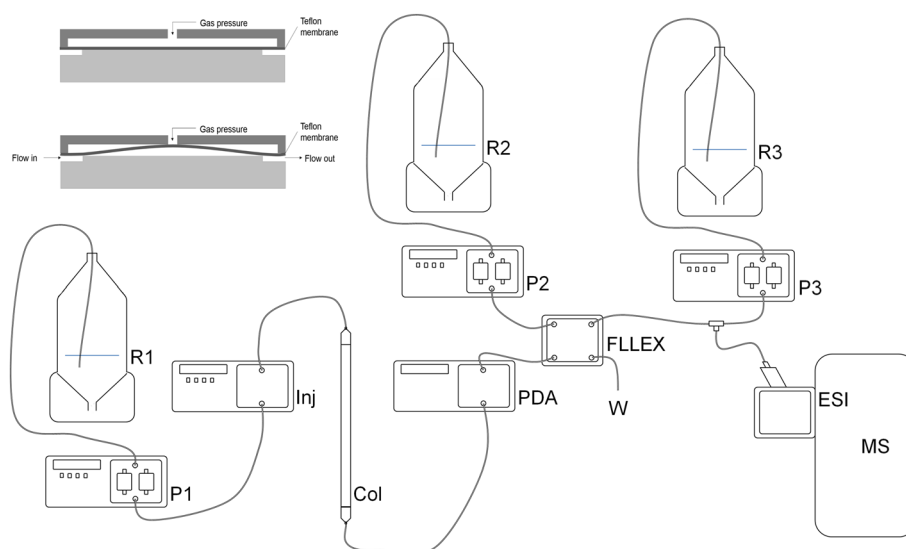 Gas pressure
Teflon
membrane
Gas pressure
Teflon
membrane
Flow in
Flow out
R2
R3
P2
P3
R1
FLLEX
Inj
PDA
W
ESI
MS
P1
Col